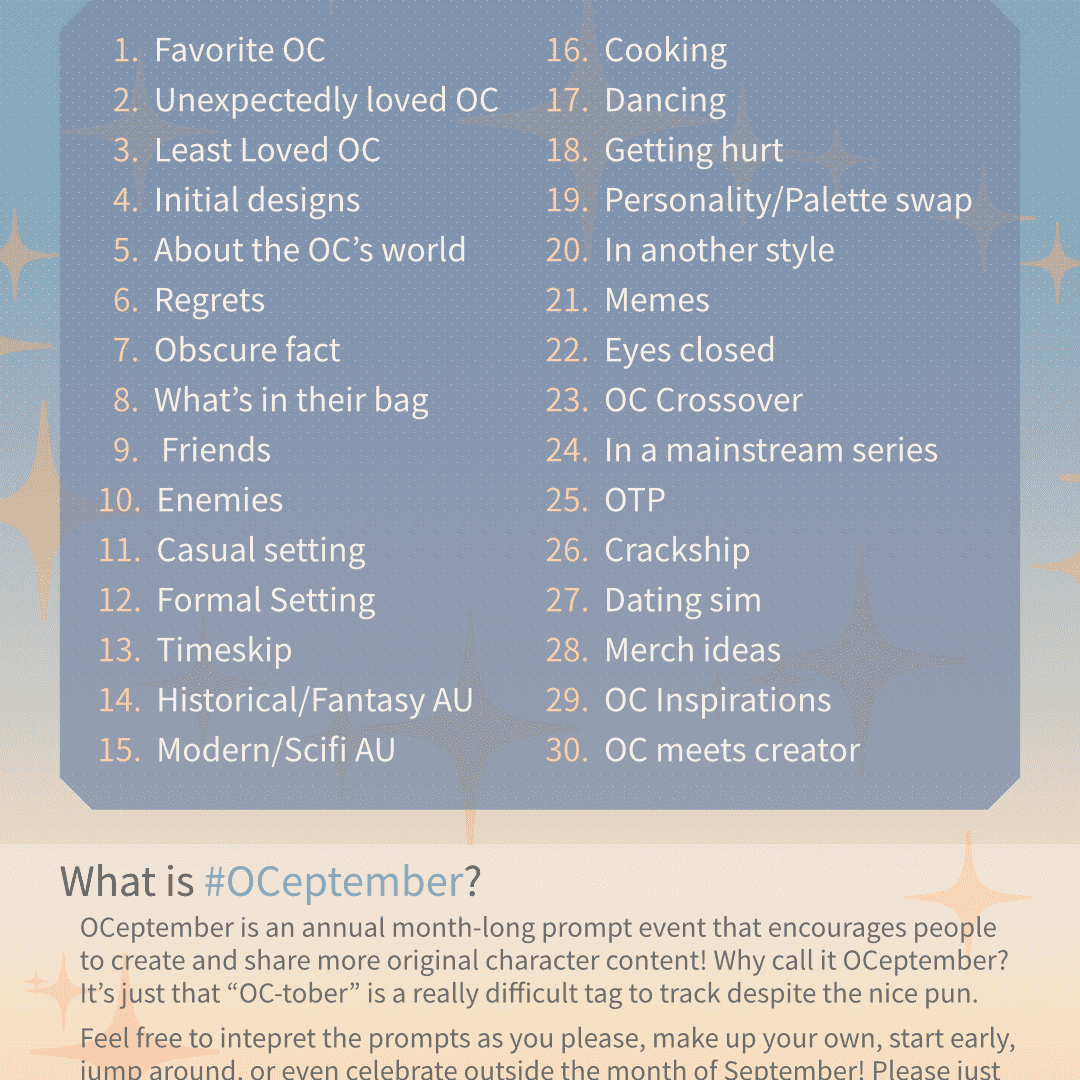 1. Favorite OC
2. Unexpectedly loved OC
3. Least Loved OC
4. Initial designs
5. About the OC’s world
6. Regrets
7. Obscure fact
8. What’s in their bag
9. Friends
10. Enemies
11. Casual setting
12. Formal Setting
13. Timeskip
14. Historical/Fantasy AU
15. Modern/Scifi AU
16. Cooking
17. Dancing
18. Getting hurt
19. Personality/Palette swap
20. In another style
21. Memes
22. Eyes closed
23. OC Crossover
24. In a mainstream series
25. OTP
26. Crackship
27. Dating sim
28. Merch ideas
29. OC Inspirations
30. OC meets creator
What is #OCeptember?
OCeptember is an annual month-long prompt event that encourages people
to create and share more original character content! Why call it OCeptember?
It’s just that “OC-tober” is a really difficult tag to track despite the nice pun.
Feel free to intepret the prompts as you please, make up your own, start early,
jump around, or even celebrate outside the month of September! Please just